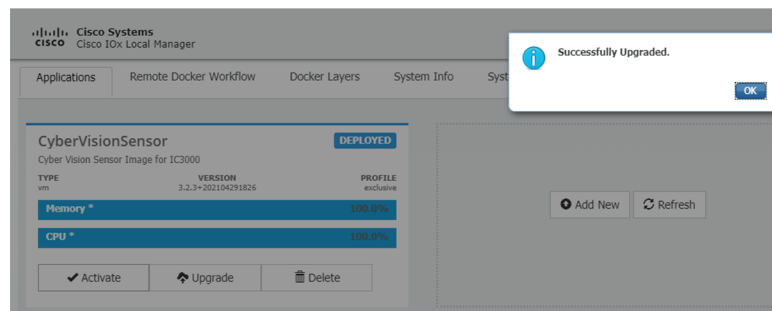 Cisco Systems
CISCO Cisco IOx Local Manager
Successfully Upgraded.
OK
Applications Remote Docker Workflow Docker Layers System Info Syst
CyberVisionSensor DEPLOYED
Cyber Vision Sensor Image for IC3000
TYPE VERSION PROFILE
vm 3.2.3+202104291826 exclusive
Memory * 100.0%
CPU * 100.0%
Activate Upgrade Delete
Add New Refresh